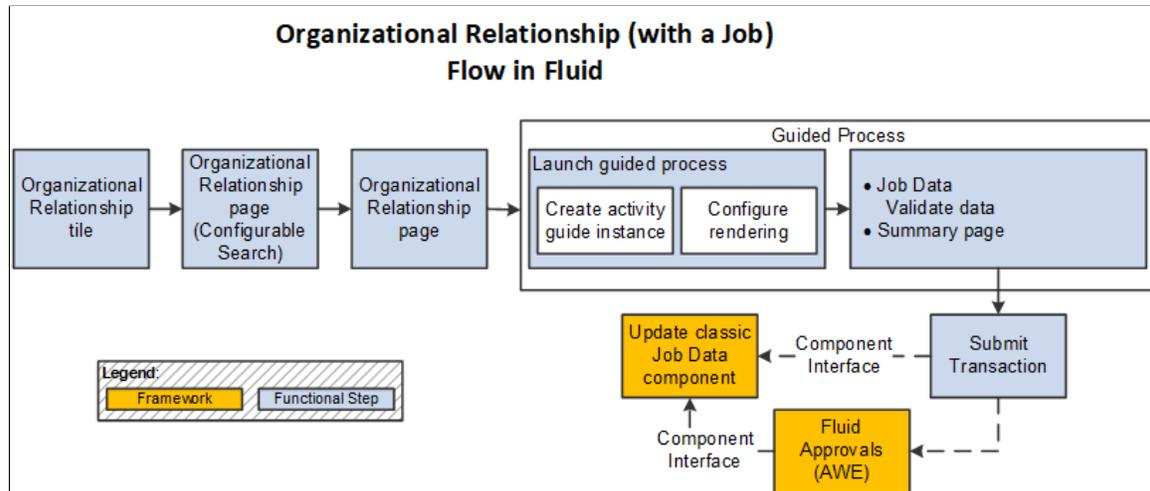 Organizational Relationship (with a Job)
Flow in Fluid
Guided Process
Organizational
Relationship
tile
Organizational
Relationship
page
(Configurable
Search)
Organizational
Relationship
page
Launch guided process
Create activity
guide instance
Configure
rendering
• Job Data
Validate data
• Summary page
Update classic
Job Data
component
Component
Interface
Submit
Transaction
Legend:
Framework
Functional Step
Component
Interface
Fluid
Approvals
(AWE)